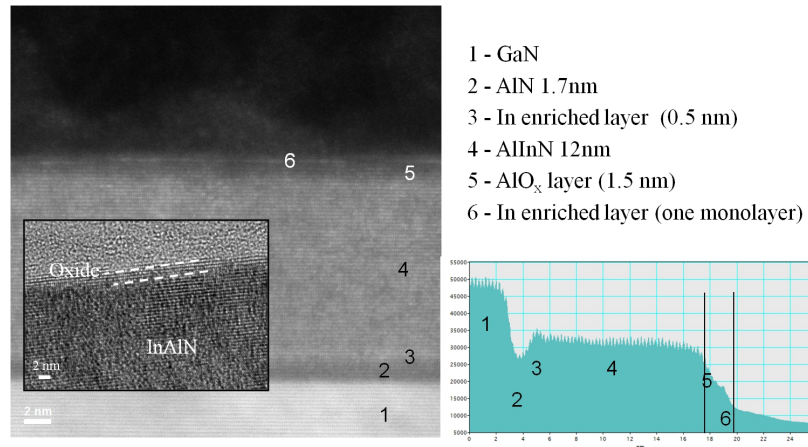 6
5
4
3
2
1
2 nm
Oxide
InAlN
2 nm
1 - GaN
2 - AlN 1.7nm
3 - In enriched layer (0.5 nm)
4 - AlInN 12nm
5 - AlOx layer (1.5 nm)
6 - In enriched layer (one monolayer)
55000
50000
45000
40000
35000
30000
25000
20000
15000
10000
5000
0 2 4 6 8 10 12 14 16 18 20 22 24
1
2
3
4
5
6